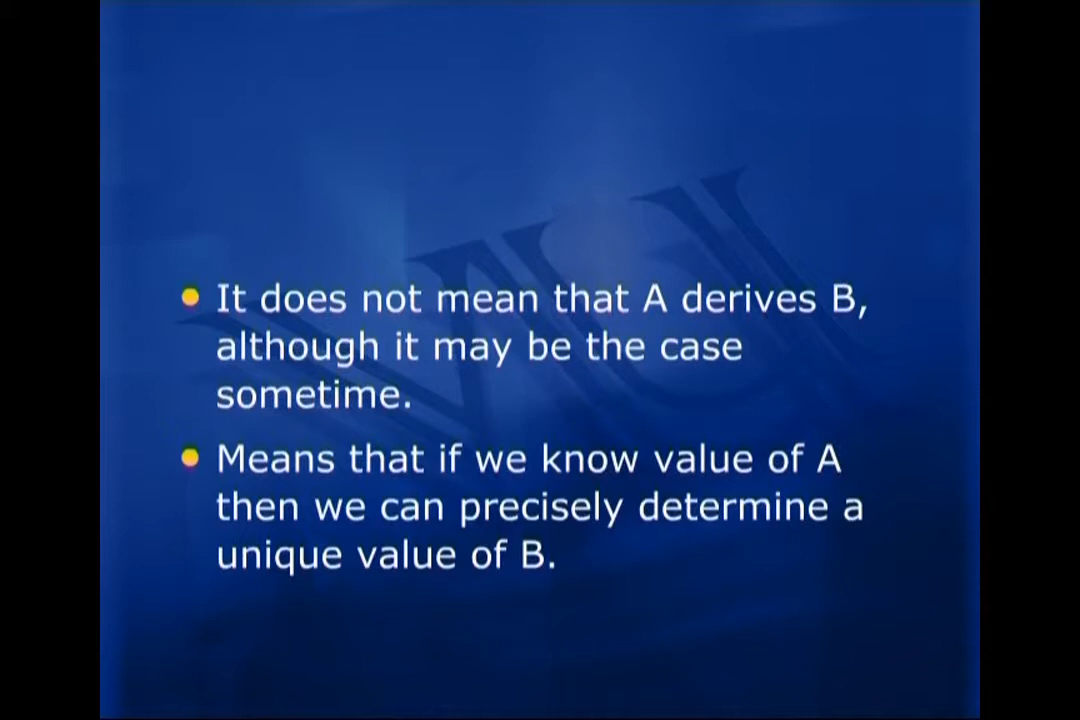 It does not mean that A derives B,
although it may be the case
sometime.
Means that if we know value of A
then we can precisely determine a
unique value of B.
VU